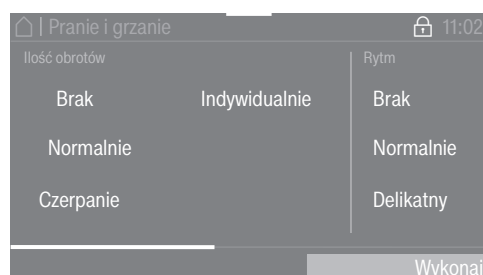 Pranie i grzanie 11:02
Ilość obrotów Rytm
Brak Indywidualnie Brak
Normalnie Normalnie
Czerpanie Delikatny
Wykonaj